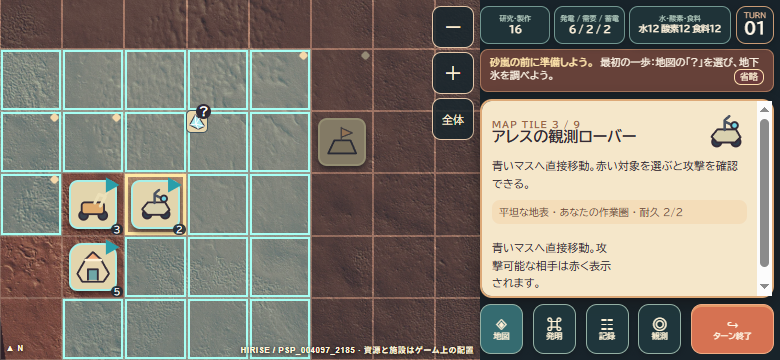 −
+
全体
?
3
2
5
▲ N
HIRISE / PSP_004097_2185 · 資源と施設はゲーム上の配置
研究・製作
16
発電 / 需要 / 蓄電
6 / 2 / 2
水・酸素・食料
水12 酸素12 食料12
TURN
01
砂嵐の前に準備しよう。 最初の一歩:地図の「?」を選び、地下
氷を調べよう。
省略
MAP TILE 3 / 9
アレスの観測ローバー
青いマスへ直接移動。赤い対象を選ぶと攻撃を確認
できる。
平坦な地表・あなたの作業圏・耐久 2/2
青いマスへ直接移動。攻
撃可能な相手は赤く表示
されます。
地図
発明
記録
観測
ターン終了